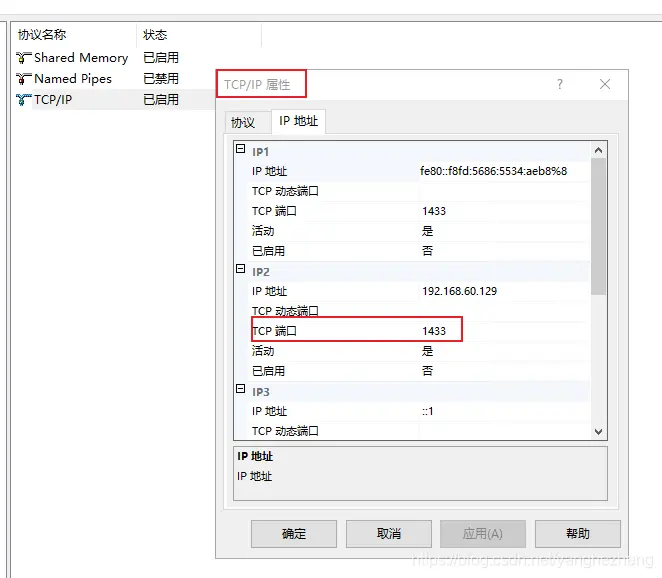 协议名称 状态
Shared Memory 已启用
Named Pipes 已禁用
TCP/IP 已启用
TCP/IP 属性 ?
协议 IP 地址
IP1
IP 地址 fe80::f8fd:5686:5534:aeb8%8
TCP 动态端口
TCP 端口 1433
活动 是
已启用 否
IP2
IP 地址 192.168.60.129
TCP 动态端口
TCP 端口 1433
活动 是
已启用 否
IP3
IP 地址 ::1
TCP 动态端口
IP 地址
IP 地址
确定 取消 应用(A) 帮助
https://blog.csdn.net/yanghezhang